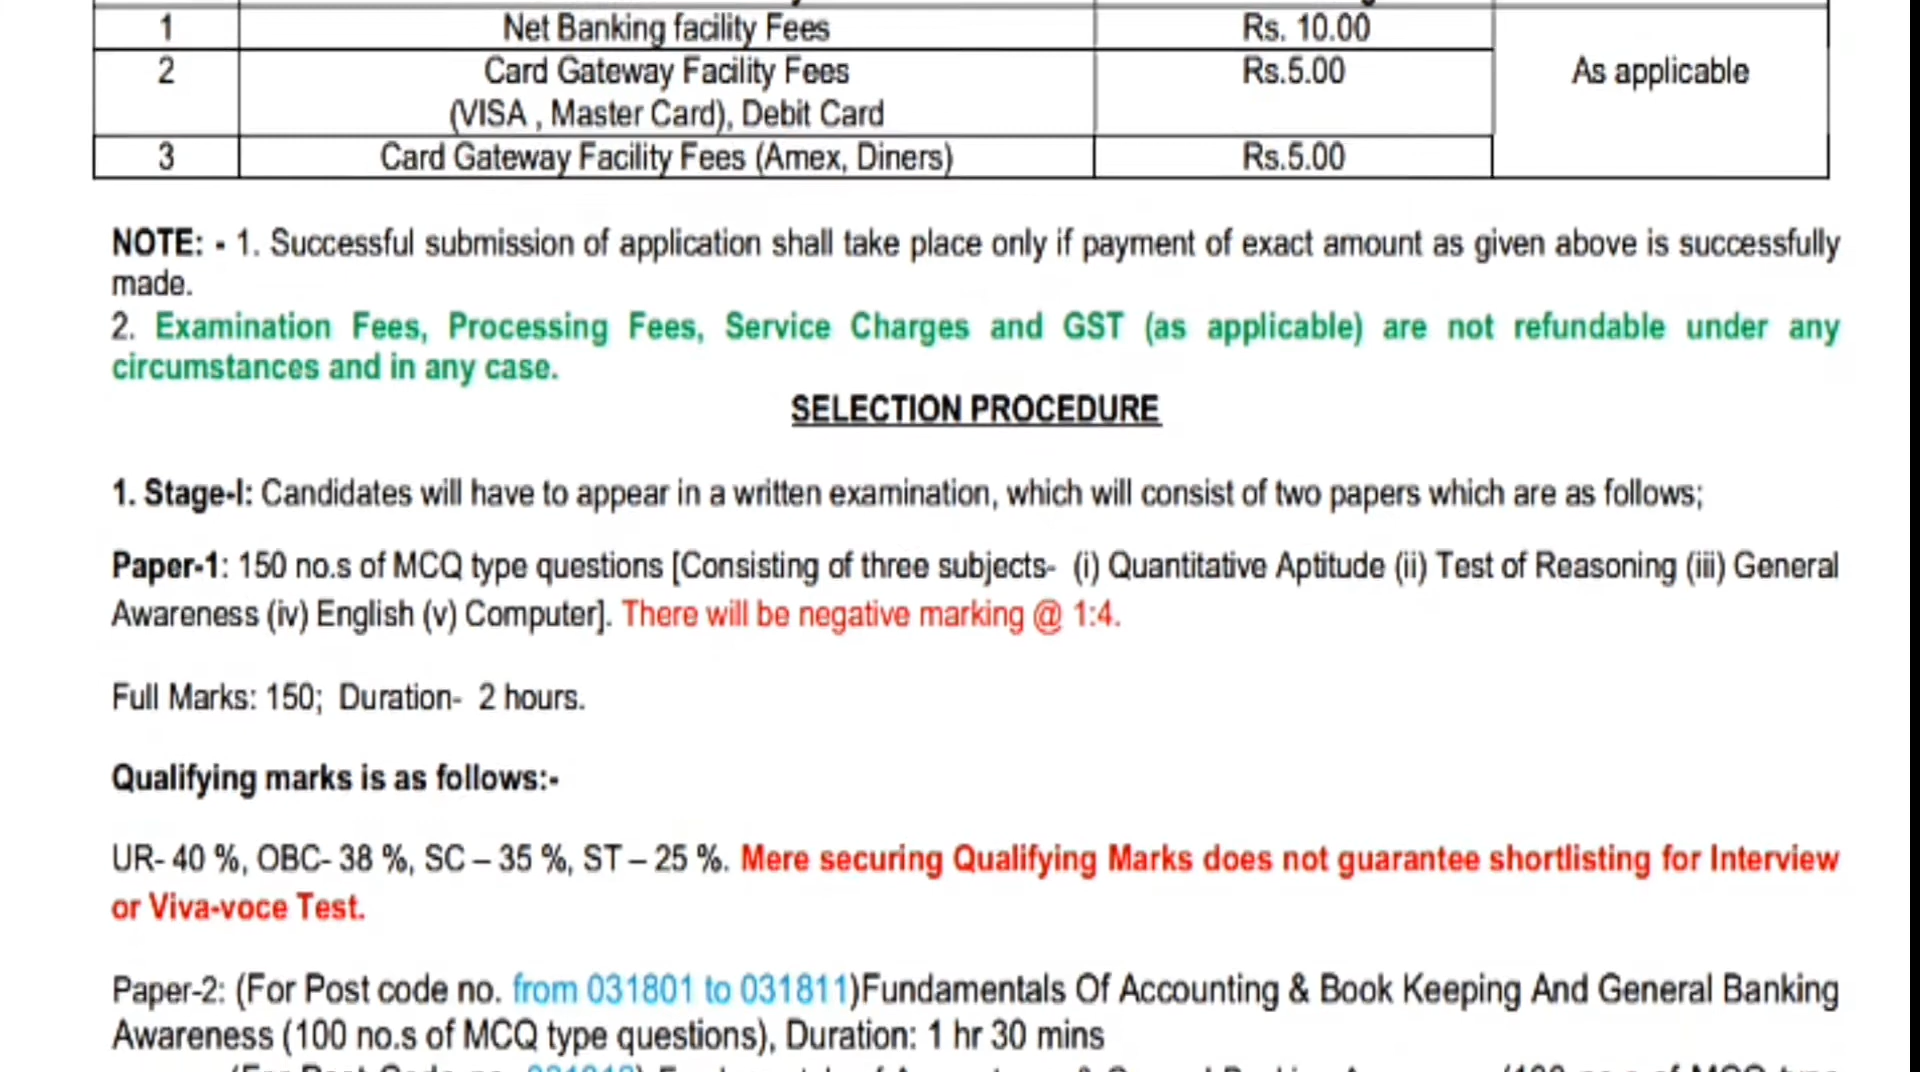 1 Net Banking facility Fees Rs. 10.00
2 Card Gateway Facility Fees Rs.5.00 As applicable
(VISA , Master Card), Debit Card
3 Card Gateway Facility Fees (Amex, Diners) Rs.5.00
NOTE: - 1. Successful submission of application shall take place only if payment of exact amount as given above is successfully
made.
2. Examination Fees, Processing Fees, Service Charges and GST (as applicable) are not refundable under any
circumstances and in any case.
SELECTION PROCEDURE
1. Stage-I: Candidates will have to appear in a written examination, which will consist of two papers which are as follows;
Paper-1: 150 no.s of MCQ type questions [Consisting of three subjects- (i) Quantitative Aptitude (ii) Test of Reasoning (iii) General
Awareness (iv) English (v) Computer]. There will be negative marking @ 1:4.
Full Marks: 150; Duration- 2 hours.
Qualifying marks is as follows:-
UR- 40 %, OBC- 38 %, SC – 35 %, ST – 25 %. Mere securing Qualifying Marks does not guarantee shortlisting for Interview
or Viva-voce Test.
Paper-2: (For Post code no. from 031801 to 031811)Fundamentals Of Accounting & Book Keeping And General Banking
Awareness (100 no.s of MCQ type questions), Duration: 1 hr 30 mins